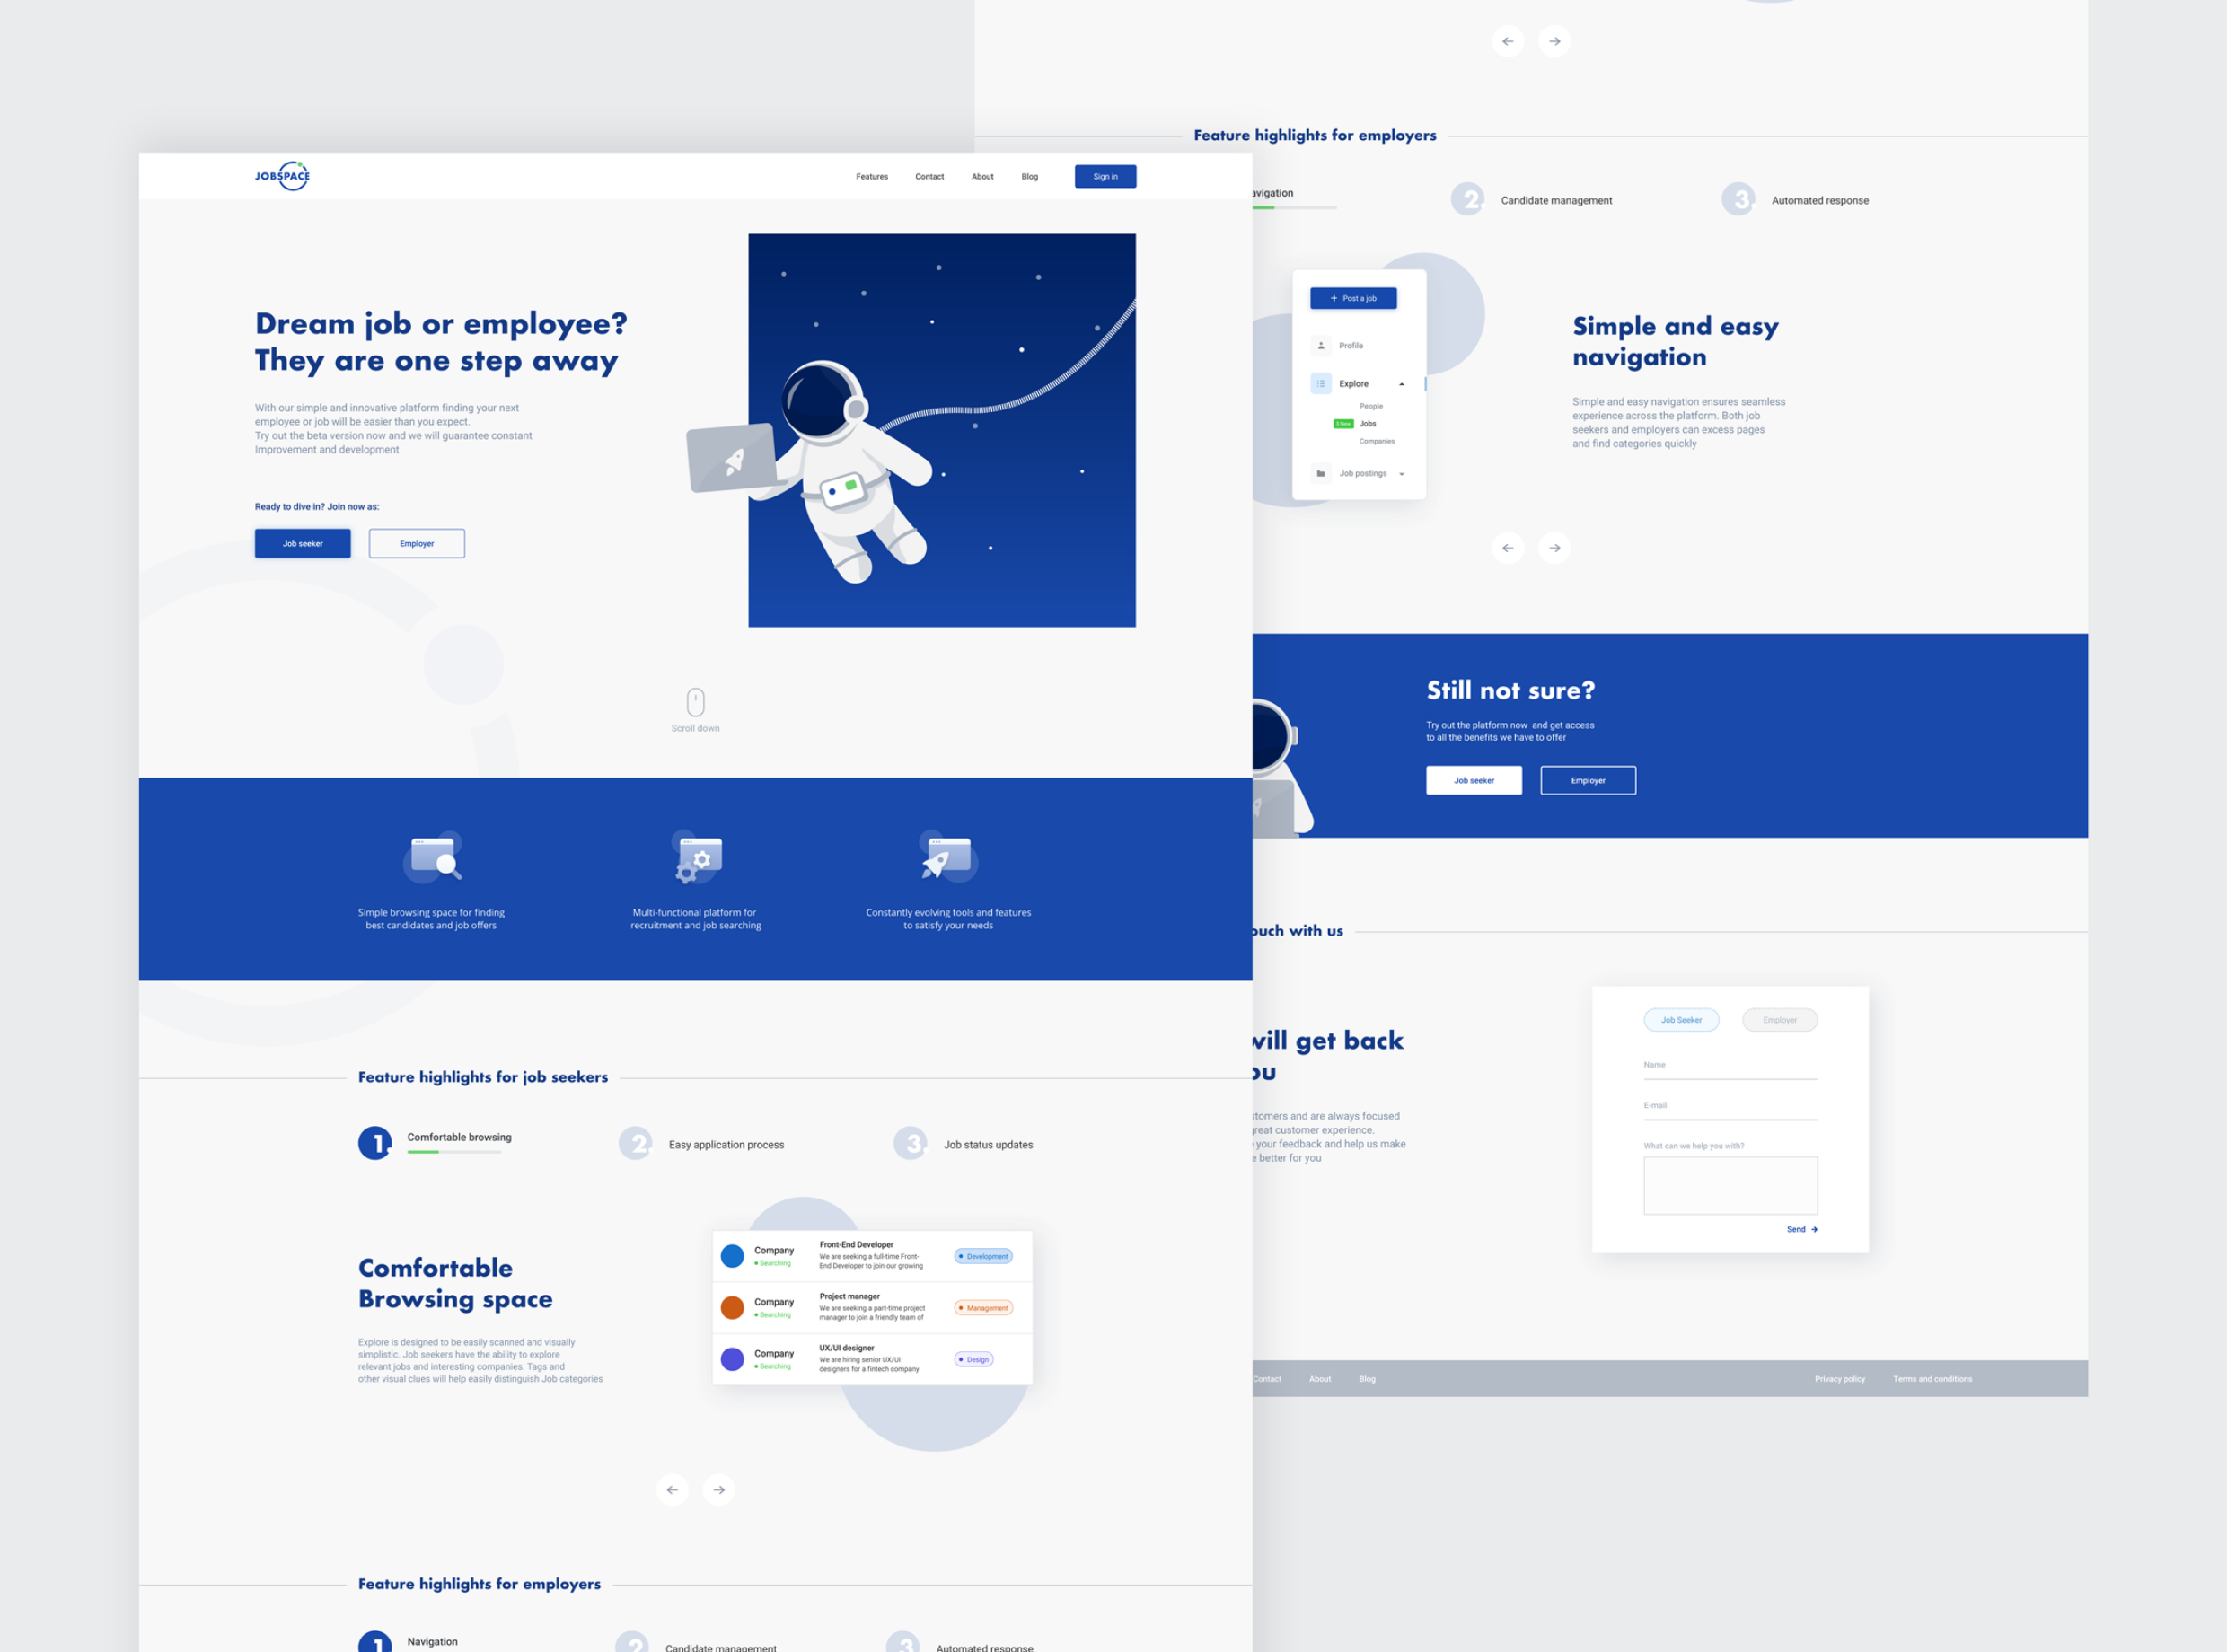 JOBSPACE
Features
Contact
About
Blog
Sign in
Dream job or employee?
They are one step away
With our simple and innovative platform finding your next
employee or job will be easier than you expect.
Try out the beta version now and we will guarantee constant
Improvement and development
Ready to dive in? Join now as:
Job seeker
Employer
Scroll down
Simple browsing space for finding
best candidates and job offers
Multi-functional platform for
recruitment and job searching
Constantly evolving tools and features
to satisfy your needs
Feature highlights for job seekers
1.
Comfortable browsing
2.
Easy application process
3.
Job status updates
Comfortable
Browsing space
Explore is designed to be easily scanned and visually
simplistic. Job seekers have the ability to explore
relevant jobs and interesting companies. Tags and
other visual clues will help easily distinguish Job categories
Company
Searching
Front-End Developer
We are seeking a full-time Front-
End Developer to join our growing
Development
Company
Searching
Project manager
We are seeking a part-time project
manager to join a friendly team of
Management
Company
Searching
UX/UI designer
We are hiring senior UX/UI
designers for a fintech company
Design
Feature highlights for employers
1
Navigation
2
Candidate management
3
Automated response
Feature highlights for employers
avigation
2.
Candidate management
3.
Automated response
+ Post a job
Profile
Explore
People
Jobs
Companies
Job postings
Simple and easy
navigation
Simple and easy navigation ensures seamless
experience across the platform. Both job
seekers and employers can excess pages
and find categories quickly
Still not sure?
Try out the platform now and get access
to all the benefits we have to offer
Job seeker
Employer
ouch with us
will get back
ou
stomers and are always focused
great customer experience.
your feedback and help us make
better for you
Job Seeker
Employer
Name
E-mail
What can we help you with?
Send
Contact
About
Blog
Privacy policy
Terms and conditions